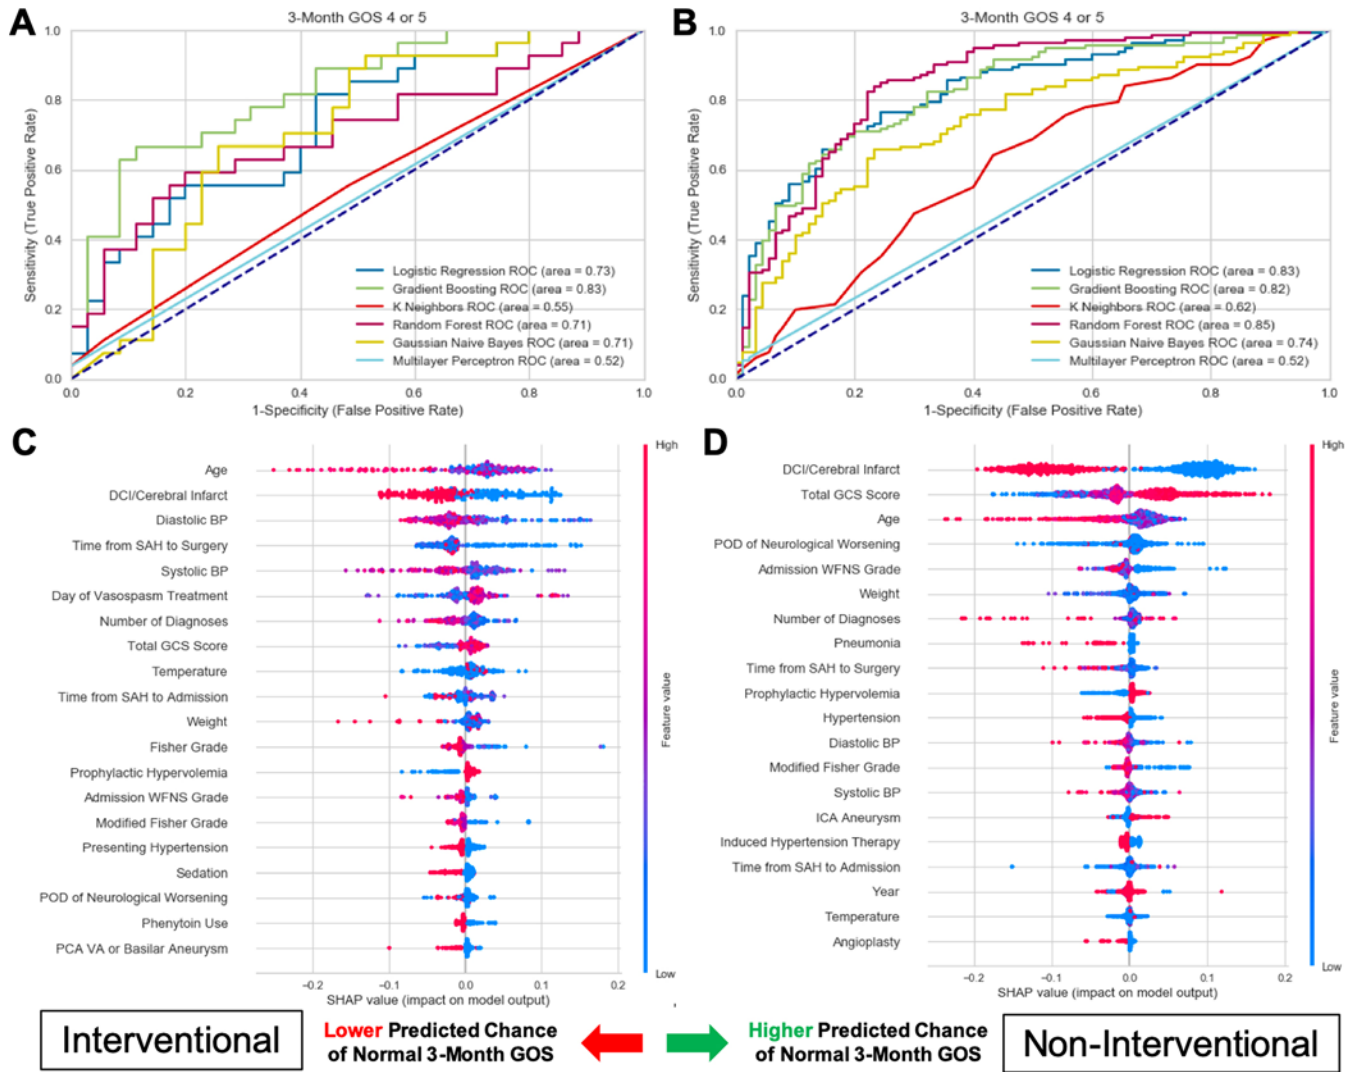 A
3-Month GOS 4 or 5
Sensitivity (True Positive Rate)
1.0
0.8
0.6
0.4
0.2
0.0
Logistic Regression ROC (area = 0.73)
Gradient Boosting ROC (area = 0.83)
K Neighbors ROC (area = 0.55)
Random Forest ROC (area = 0.71)
Gaussian Naive Bayes ROC (area = 0.71)
Multilayer Perceptron ROC (area = 0.52)
0.0 0.2 0.4 0.6 0.8 1.0
1-Specificity (False Positive Rate)
B
3-Month GOS 4 or 5
Sensitivity (True Positive Rate)
1.0
0.8
0.6
0.4
0.2
0.0
Logistic Regression ROC (area = 0.83)
Gradient Boosting ROC (area = 0.82)
K Neighbors ROC (area = 0.62)
Random Forest ROC (area = 0.85)
Gaussian Naive Bayes ROC (area = 0.74)
Multilayer Perceptron ROC (area = 0.52)
0.0 0.2 0.4 0.6 0.8 1.0
1-Specificity (False Positive Rate)
C
Age
DCI/Cerebral Infarct
Diastolic BP
Time from SAH to Surgery
Systolic BP
Day of Vasospasm Treatment
Number of Diagnoses
Total GCS Score
Temperature
Time from SAH to Admission
Weight
Fisher Grade
Prophylactic Hypervolemia
Admission WFNS Grade
Modified Fisher Grade
Presenting Hypertension
Sedation
POD of Neurological Worsening
Phenytoin Use
PCA VA or Basilar Aneurysm
−0.2 −0.1 0.0 0.1 0.2
SHAP value (impact on model output)
High
Feature value
Low
D
DCI/Cerebral Infarct
Total GCS Score
Age
POD of Neurological Worsening
Admission WFNS Grade
Weight
Number of Diagnoses
Pneumonia
Time from SAH to Surgery
Prophylactic Hypervolemia
Hypertension
Diastolic BP
Modified Fisher Grade
Systolic BP
ICA Aneurysm
Induced Hypertension Therapy
Time from SAH to Admission
Year
Temperature
Angioplasty
−0.2 −0.1 0.0 0.1 0.2
SHAP value (impact on model output)
High
Feature value
Low
Interventional
Lower Predicted Chance
of Normal 3-Month GOS
Higher Predicted Chance
of Normal 3-Month GOS
Non-Interventional